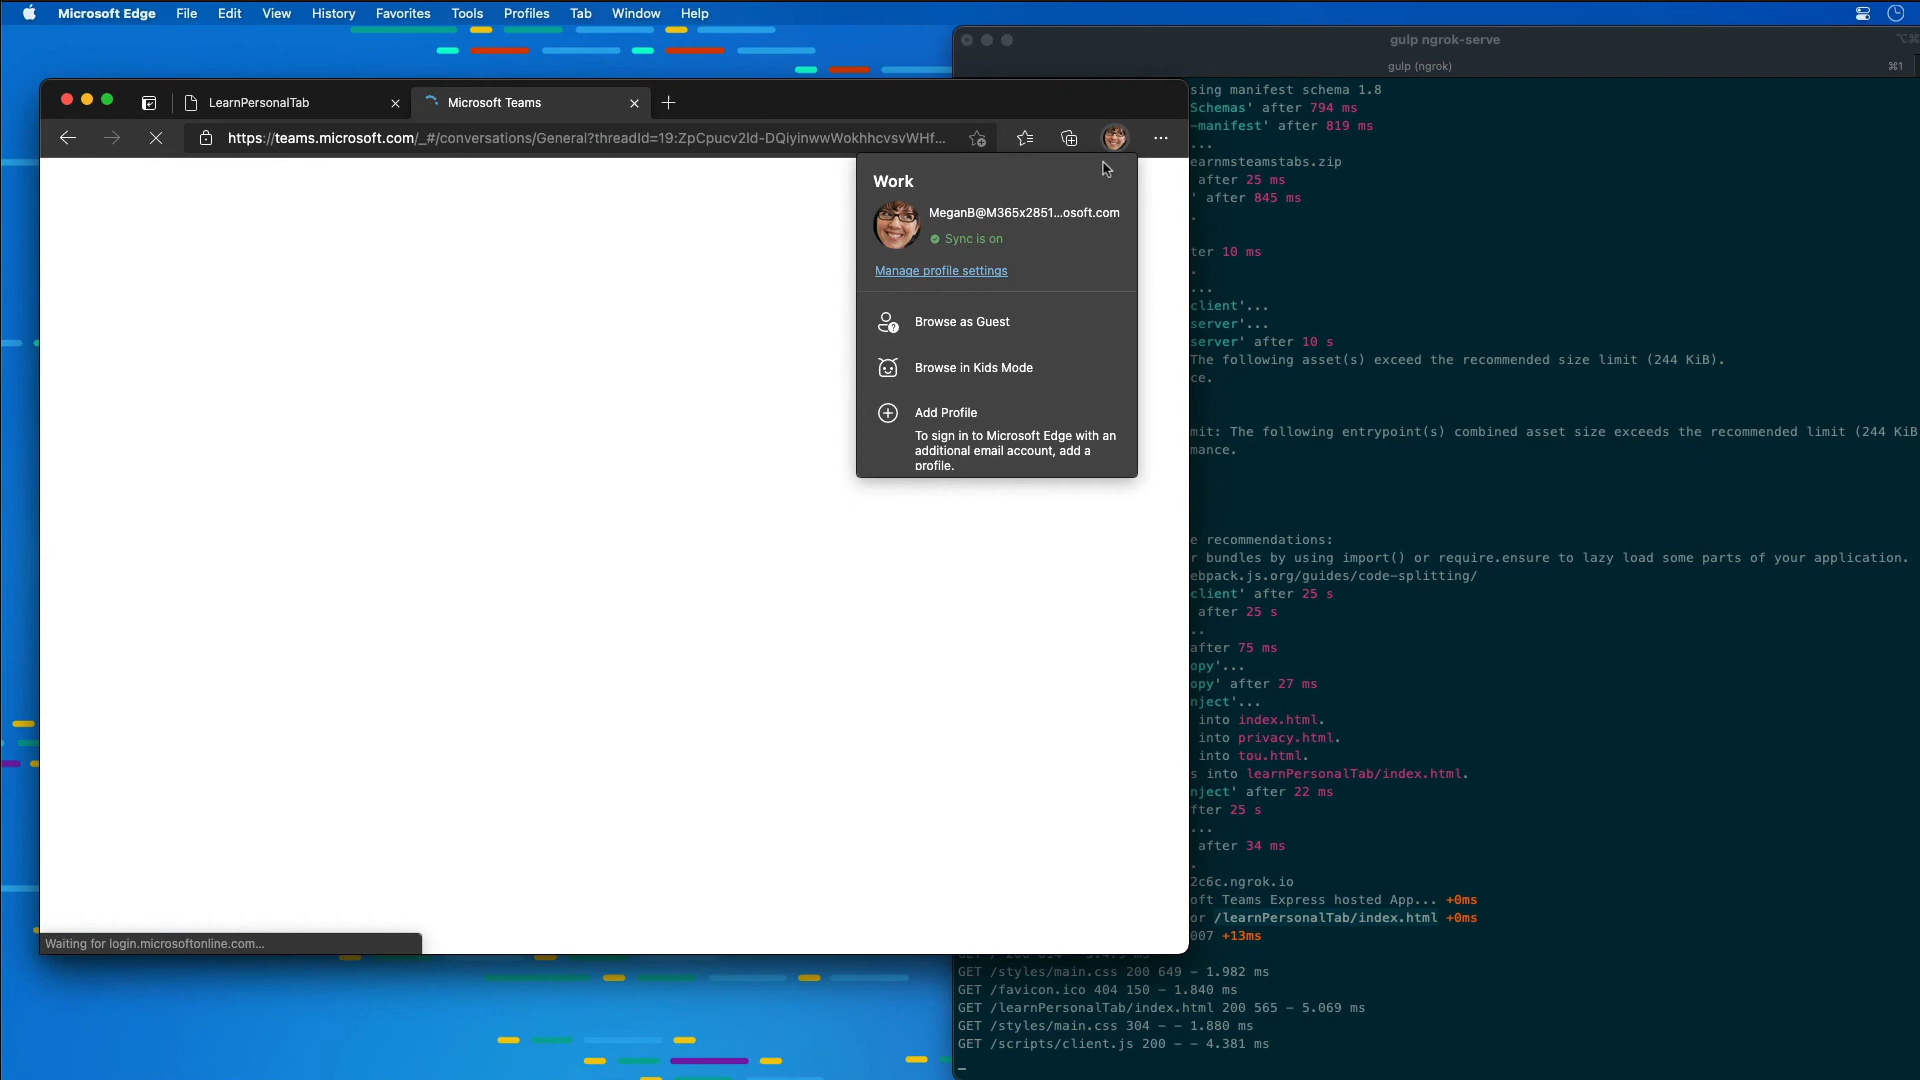 Microsoft Edge File Edit View History Favorites Tools Profiles Tab Window Help
gulp ngrok-serve
gulp (ngrok)
⌘1
LearnPersonalTab
Microsoft Teams
https://teams.microsoft.com/_#/conversations/General?threadId=19:ZpCpucv2Id-DQiyinwwWokhhcvsvWHf...
Work
MeganB@M365x2851...osoft.com
Sync is on
Manage profile settings
Browse as Guest
Browse in Kids Mode
Add Profile
To sign in to Microsoft Edge with an
additional email account, add a
profile.
Waiting for login.microsoftonline.com...
sing manifest schema 1.8
Schemas' after 794 ms
-manifest' after 819 ms
...
earnmsteamstabs.zip
after 25 ms
' after 845 ms
.
ter 10 ms
.
...
client'...
server'...
server' after 10 s
The following asset(s) exceed the recommended size limit (244 KiB).
ce.
mit: The following entrypoint(s) combined asset size exceeds the recommended limit (244 KiB
mance.
e recommendations:
r bundles by using import() or require.ensure to lazy load some parts of your application.
ebpack.js.org/guides/code-splitting/
client' after 25 s
after 25 s
..
after 75 ms
opy'...
opy' after 27 ms
nject'...
into index.html.
into privacy.html.
into tou.html.
s into learnPersonalTab/index.html.
nject' after 22 ms
fter 25 s
...
after 34 ms
.
2c6c.ngrok.io
oft Teams Express hosted App... +0ms
or /learnPersonalTab/index.html +0ms
007 +13ms
GET /styles/main.css 200 649 - 1.982 ms
GET /favicon.ico 404 150 - 1.840 ms
GET /learnPersonalTab/index.html 200 565 - 5.069 ms
GET /styles/main.css 304 - - 1.880 ms
GET /scripts/client.js 200 - - 4.381 ms